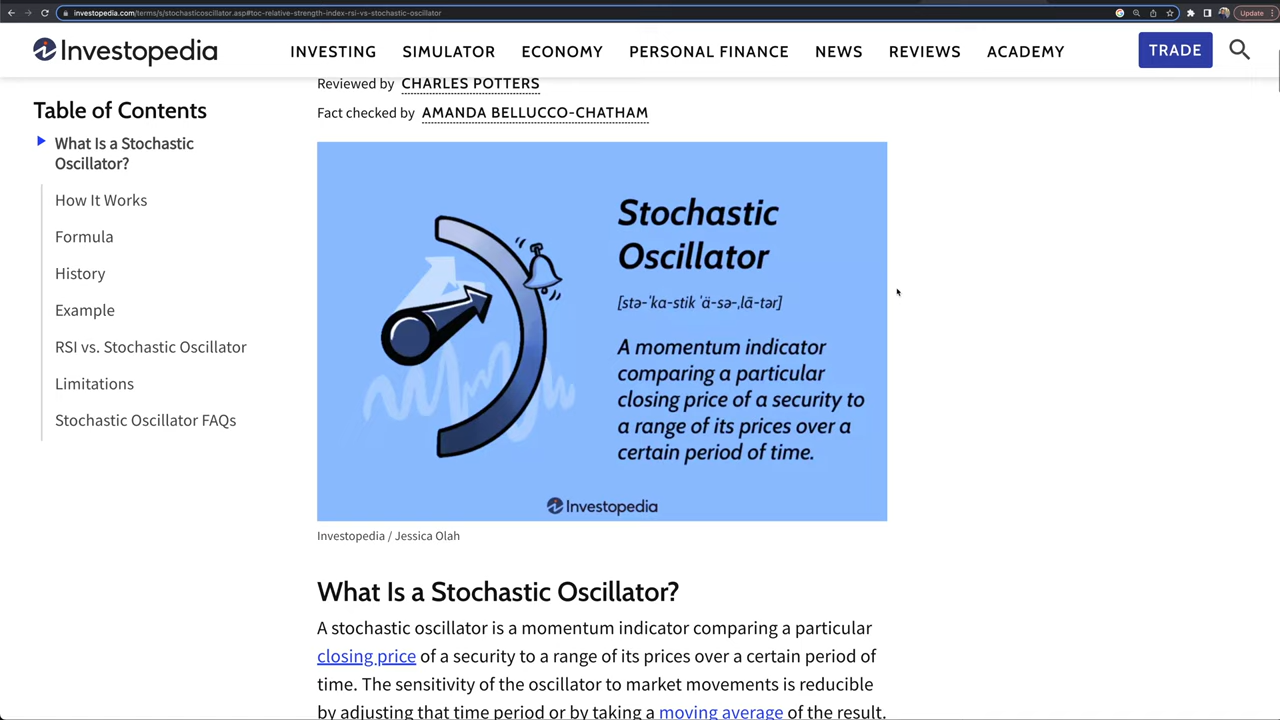 investopedia.com/terms/s/stochasticoscillator.asp#toc-relative-strength-index-rsi-vs-stochastic-oscillator
Update
Investopedia
INVESTING
SIMULATOR
ECONOMY
PERSONAL FINANCE
NEWS
REVIEWS
ACADEMY
TRADE
Reviewed by CHARLES POTTERS
Fact checked by AMANDA BELLUCCO-CHATHAM
Table of Contents
What Is a Stochastic
Oscillator?
How It Works
Formula
History
Example
RSI vs. Stochastic Oscillator
Limitations
Stochastic Oscillator FAQs
Stochastic
Oscillator
[stə-ˈka-stik ˈä-sə-ˌlā-tər]
A momentum indicator
comparing a particular
closing price of a security to
a range of its prices over a
certain period of time.
Investopedia
Investopedia / Jessica Olah
What Is a Stochastic Oscillator?
A stochastic oscillator is a momentum indicator comparing a particular
closing price of a security to a range of its prices over a certain period of
time. The sensitivity of the oscillator to market movements is reducible
by adjusting that time period or by taking a moving average of the result.